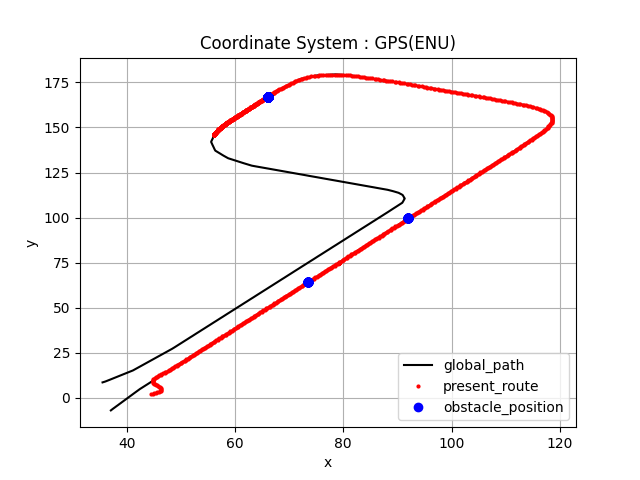 Coordinate System : GPS(ENU)
175
150
125
100
75
50
25
0
y
40
60
80
100
120
x
global_path
present_route
obstacle_position